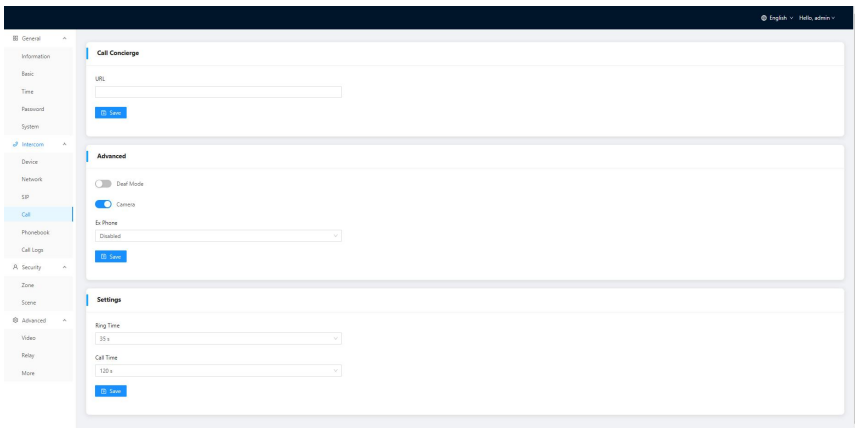 English Hello, admin
General
Information
Basic
Time
Password
System
Intercom
Device
Network
SIP
Call
Phonebook
Call Logs
Security
Zone
Scene
Advanced
Video
Relay
More
Call Concierge
URL
Save
Advanced
Deaf Mode
Camera
Ex Phone
Disabled
Save
Settings
Ring Time
35 s
Call Time
120 s
Save